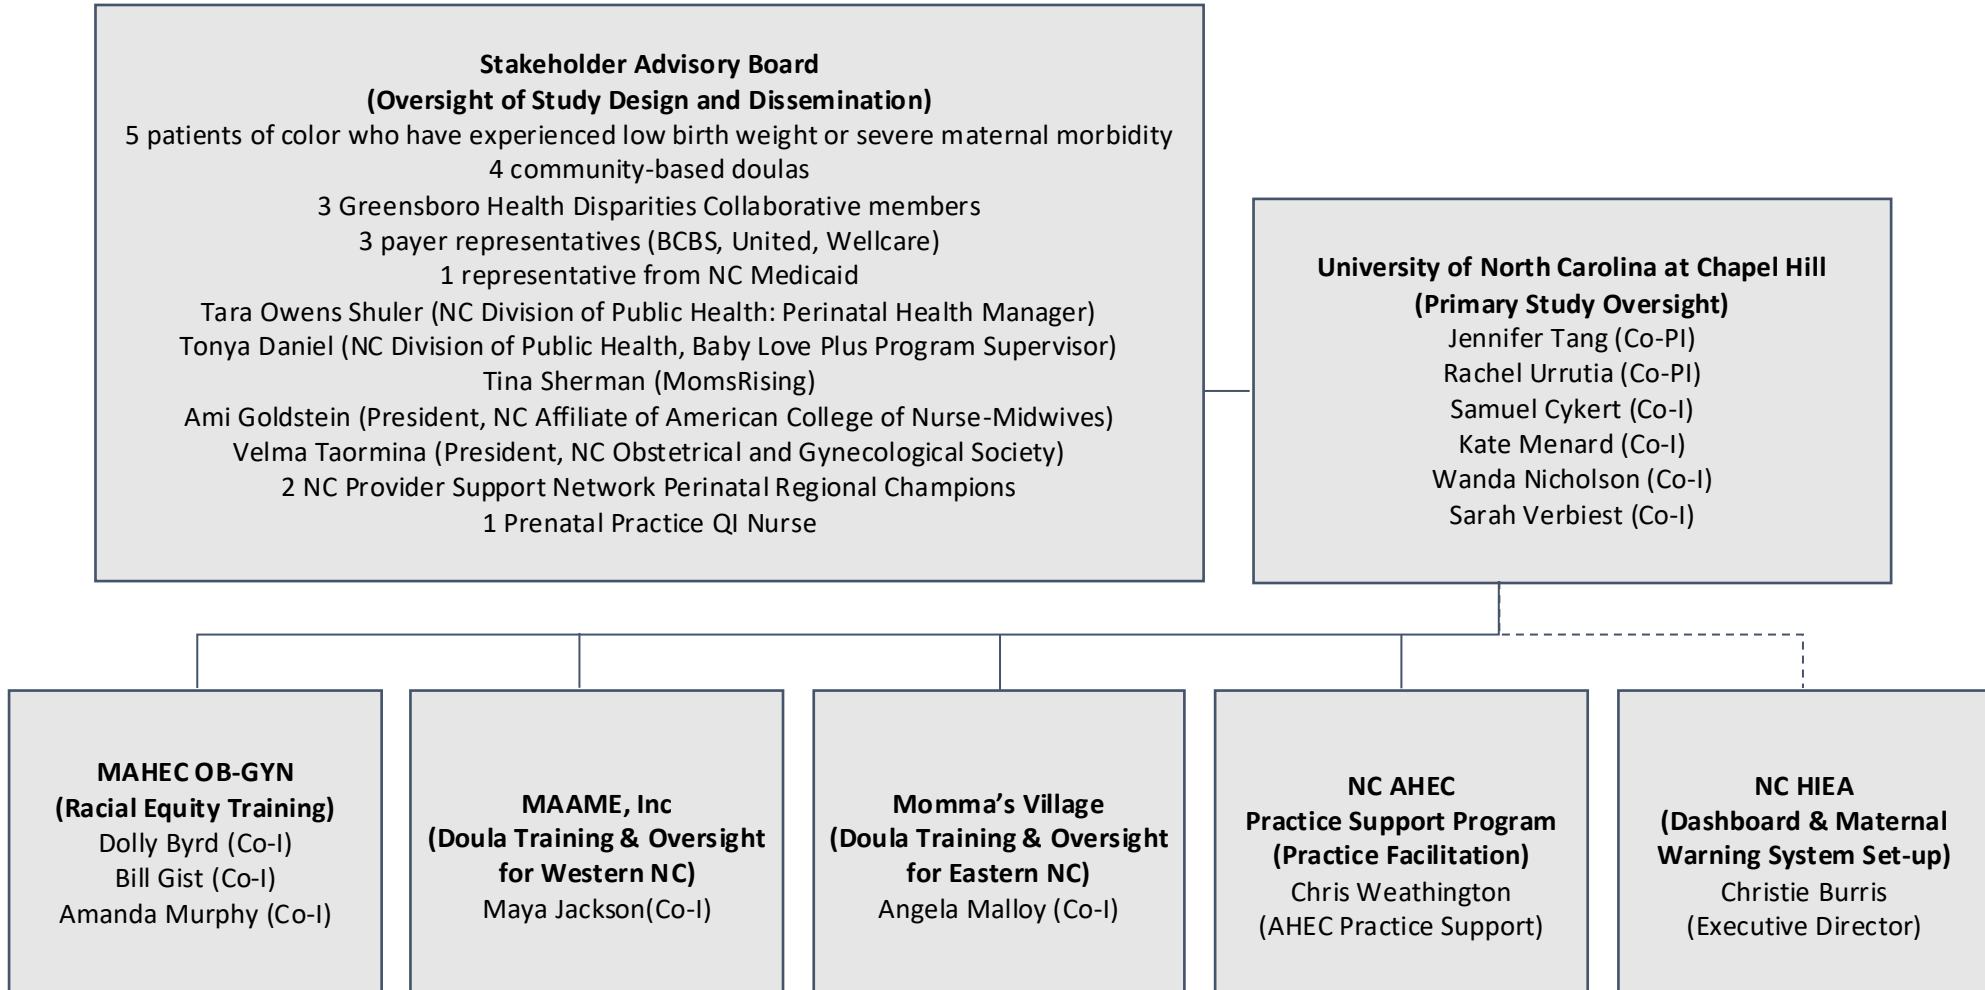 Stakeholder Advisory Board
(Oversight of Study Design and Dissemination)
5 patients of color who have experienced low birth weight or severe maternal morbidity
4 community-based doulas
3 Greensboro Health Disparities Collaborative members
3 payer representatives (BCBS, United, Wellcare)
1 representative from NC Medicaid
Tara Owens Shuler (NC Division of Public Health: Perinatal Health Manager)
Tonya Daniel (NC Division of Public Health, Baby Love Plus Program Supervisor)
Tina Sherman (MomsRising)
Ami Goldstein (President, NC Affiliate of American College of Nurse-Midwives)
Velma Taormina (President, NC Obstetrical and Gynecological Society)
2 NC Provider Support Network Perinatal Regional Champions
1 Prenatal Practice QI Nurse
University of North Carolina at Chapel Hill
(Primary Study Oversight)
Jennifer Tang (Co-PI)
Rachel Urrutia (Co-PI)
Samuel Cykert (Co-I)
Kate Menard (Co-I)
Wanda Nicholson (Co-I)
Sarah Verbiest (Co-I)
MAHEC OB-GYN
(Racial Equity Training)
Dolly Byrd (Co-I)
Bill Gist (Co-I)
Amanda Murphy (Co-I)
MAAME, Inc
(Doula Training & Oversight
for Western NC)
Maya Jackson(Co-I)
Momma’s Village
(Doula Training & Oversight
for Eastern NC)
Angela Malloy (Co-I)
NC AHEC
Practice Support Program
(Practice Facilitation)
Chris Weathington
(AHEC Practice Support)
NC HIEA
(Dashboard & Maternal
Warning System Set-up)
Christie Burris
(Executive Director)